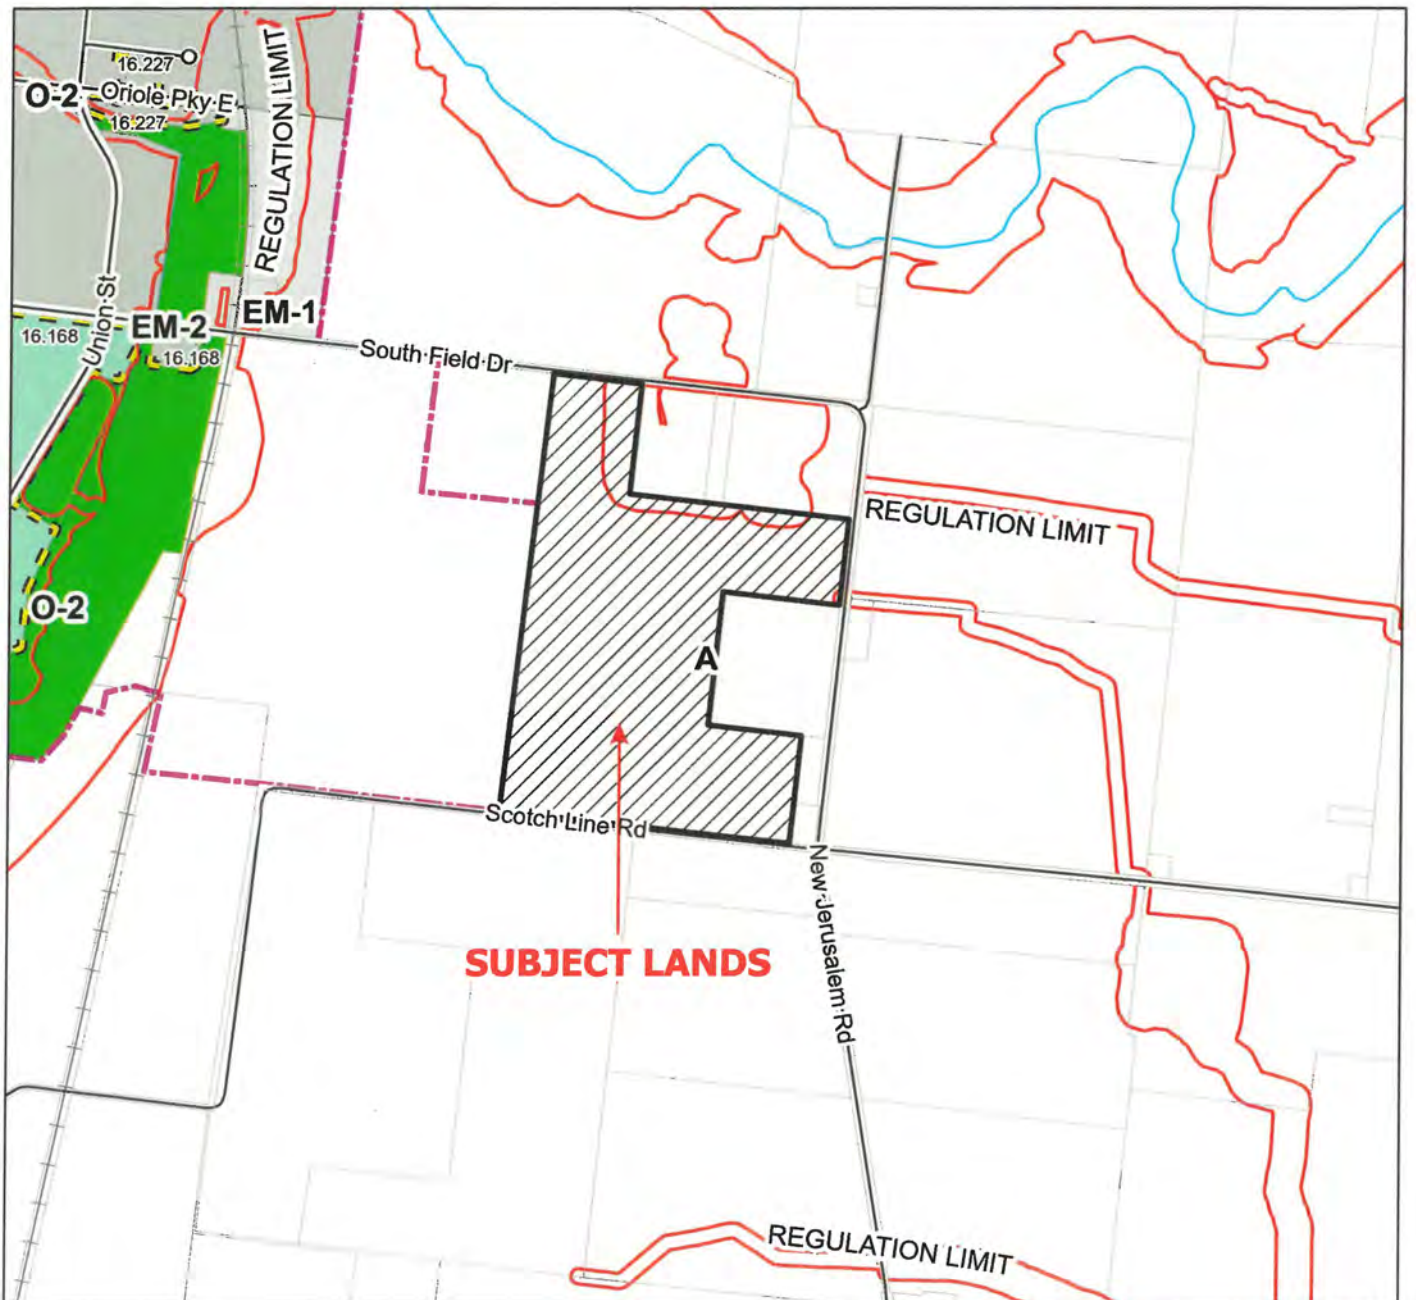 16.227
O-2
Oriole Pky E
16.227
REGULATION LIMIT
Union St
EM-1
EM-2
16.168
16.168
South Field Dr
REGULATION LIMIT
O-2
A
Scotch Line Rd
New Jerusalem Rd
SUBJECT LANDS
REGULATION LIMIT